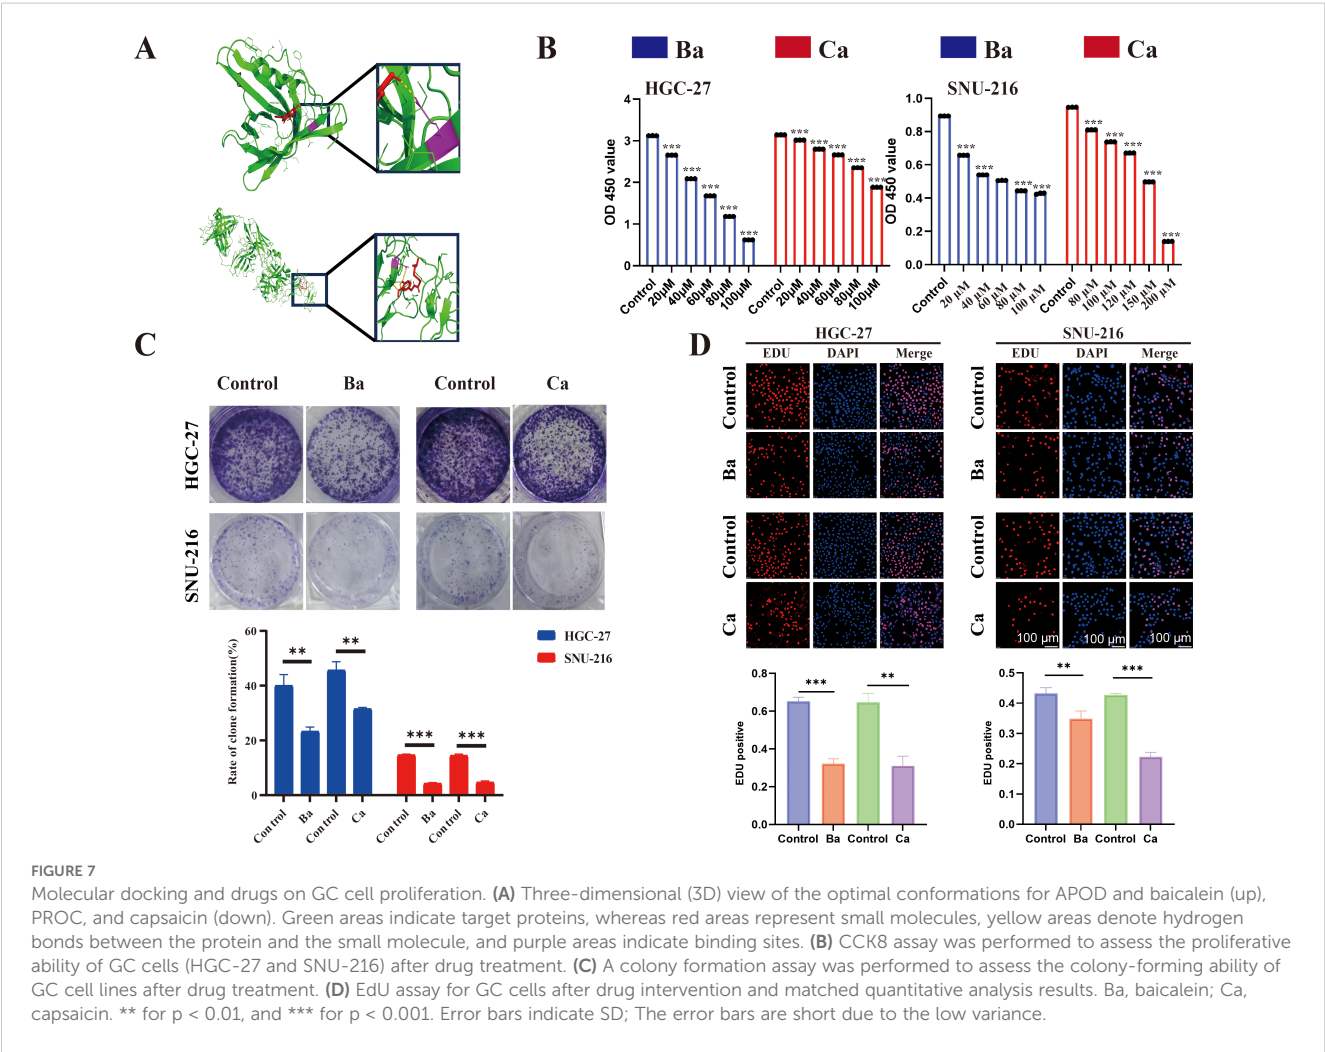 A
B
Ba
Ca
Ba
Ca
HGC-27
SNU-216
OD 450 value
4
3
2
1
0
***
***
***
***
***
***
***
***
***
***
Control
20μM
40μM
60μM
80μM
100μM
Control
20μM
40μM
60μM
80μM
100μM
OD 450 value
1.0
0.8
0.6
0.4
0.2
0.0
***
***
***
***
***
***
***
***
***
Control
20 μM
40 μM
60 μM
80 μM
100 μM
Control
80 μM
100 μM
120 μM
150 μM
200 μM
C
Control
Ba
Control
Ca
HGC-27
SNU-216
Rate of clone formation(%)
60
40
20
0
**
**
***
***
HGC-27
SNU-216
Control
Ba
Control
Ca
Control
Ba
Control
Ca
D
HGC-27
SNU-216
EDU
DAPI
Merge
EDU
DAPI
Merge
Control
Ba
Control
Ca
Control
Ba
Control
Ca
100 μm
100 μm
100 μm
EDU positive
0.8
0.6
0.4
0.2
0.0
***
**
Control
Ba
Control
Ca
EDU positive
0.5
0.4
0.3
0.2
0.1
0.0
**
***
Control
Ba
Control
Ca
FIGURE 7
Molecular docking and drugs on GC cell proliferation. (A) Three-dimensional (3D) view of the optimal conformations for APOD and baicalein (up),
PROC, and capsaicin (down). Green areas indicate target proteins, whereas red areas represent small molecules, yellow areas denote hydrogen
bonds between the protein and the small molecule, and purple areas indicate binding sites. (B) CCK8 assay was performed to assess the proliferative
ability of GC cells (HGC-27 and SNU-216) after drug treatment. (C) A colony formation assay was performed to assess the colony-forming ability of
GC cell lines after drug treatment. (D) EdU assay for GC cells after drug intervention and matched quantitative analysis results. Ba, baicalein; Ca,
capsaicin. ** for p < 0.01, and *** for p < 0.001. Error bars indicate SD; The error bars are short due to the low variance.